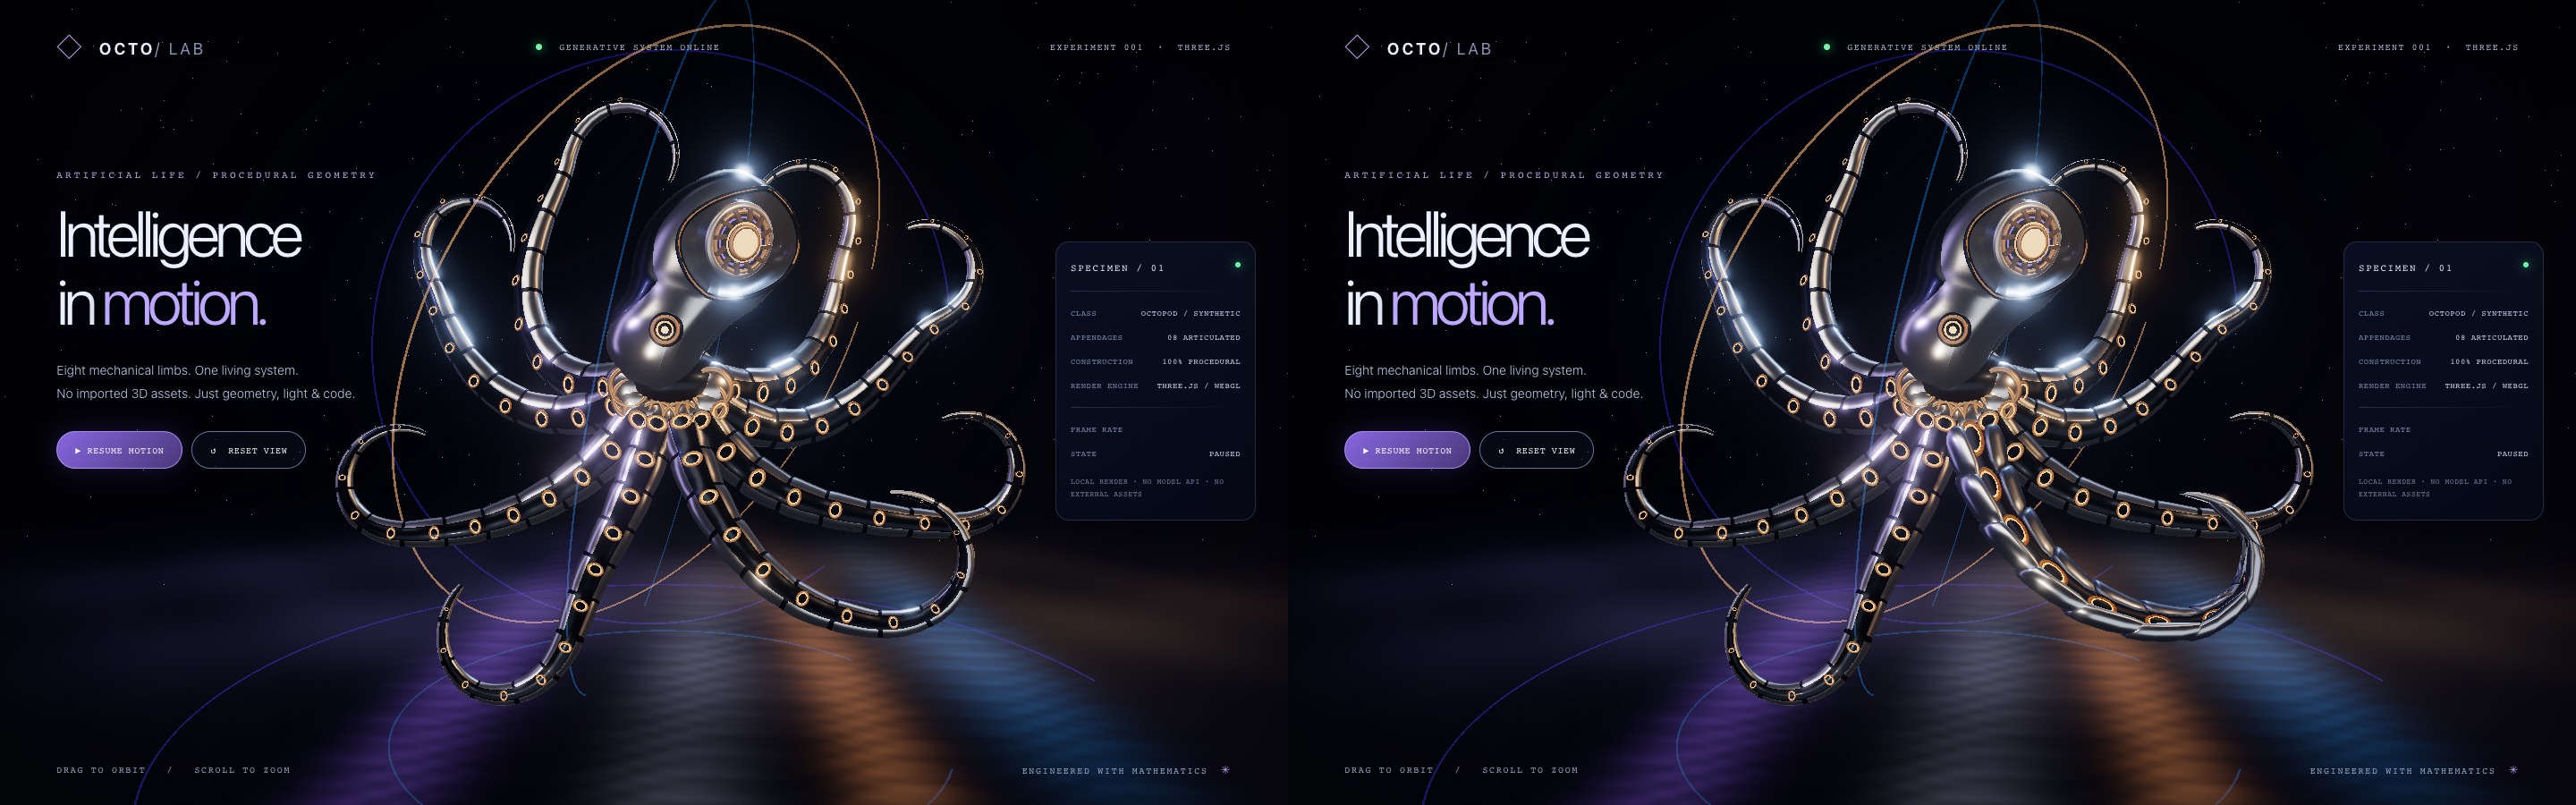 OCTO/ LAB
GENERATIVE SYSTEM ONLINE
EXPERIMENT 001 · THREE.JS
ARTIFICIAL LIFE / PROCEDURAL GEOMETRY
Intelligence
in motion.
Eight mechanical limbs. One living system.
No imported 3D assets. Just geometry, light & code.
▶ RESUME MOTION
↺ RESET VIEW
SPECIMEN / 01
CLASS OCTOPOD / SYNTHETIC
APPENDAGES 08 ARTICULATED
CONSTRUCTION 100% PROCEDURAL
RENDER ENGINE THREE.JS / WEBGL
FRAME RATE
STATE PAUSED
LOCAL RENDER · NO MODEL API · NO
EXTERNAL ASSETS
DRAG TO ORBIT / SCROLL TO ZOOM
ENGINEERED WITH MATHEMATICS ✳
OCTO/ LAB
GENERATIVE SYSTEM ONLINE
EXPERIMENT 001 · THREE.JS
ARTIFICIAL LIFE / PROCEDURAL GEOMETRY
Intelligence
in motion.
Eight mechanical limbs. One living system.
No imported 3D assets. Just geometry, light & code.
▶ RESUME MOTION
↺ RESET VIEW
SPECIMEN / 01
CLASS OCTOPOD / SYNTHETIC
APPENDAGES 08 ARTICULATED
CONSTRUCTION 100% PROCEDURAL
RENDER ENGINE THREE.JS / WEBGL
FRAME RATE
STATE PAUSED
LOCAL RENDER · NO MODEL API · NO
EXTERNAL ASSETS
DRAG TO ORBIT / SCROLL TO ZOOM
ENGINEERED WITH MATHEMATICS ✳